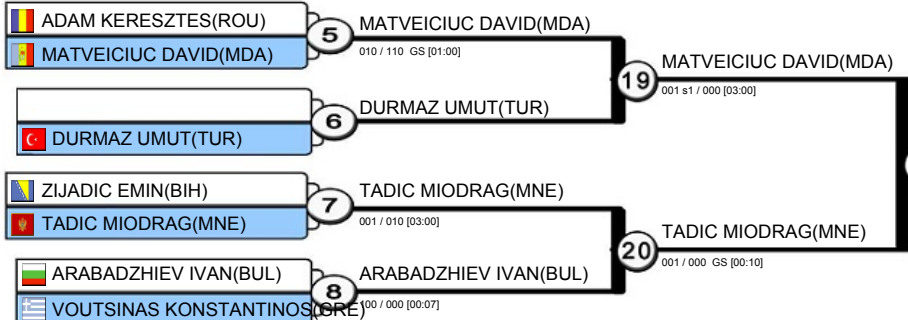 ADAM KERESZTES(ROU)
MATVEICIUC DAVID(MDA)
5
MATVEICIUC DAVID(MDA)
010 / 110 GS [01:00]
DURMAZ UMUT(TUR)
6
DURMAZ UMUT(TUR)
19
MATVEICIUC DAVID(MDA)
001 s1 / 000 [03:00]
ZIJADIC EMIN(BIH)
TADIC MIODRAG(MNE)
7
TADIC MIODRAG(MNE)
001 / 010 [03:00]
ARABADZHIEV IVAN(BUL)
VOUTSINAS KONSTANTINOS(GRE)
8
ARABADZHIEV IVAN(BUL)
100 / 000 [00:07]
20
TADIC MIODRAG(MNE)
001 / 000 GS [00:10]